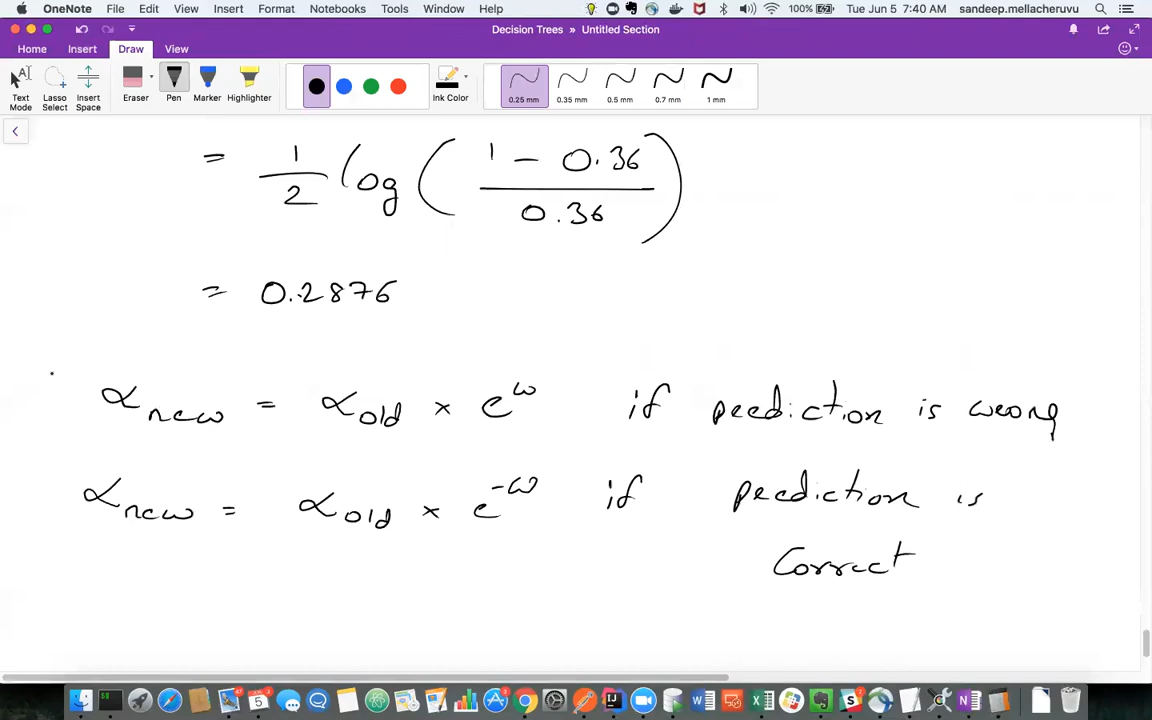 OneNote File Edit View Insert Format Notebooks Tools Window Help 100% Tue Jun 5 7:40 AM sandeep.mellacheruvu
Decision Trees » Untitled Section
Home Insert Draw View
Text Mode Lasso Select Insert Space Eraser Pen Marker Highlighter Ink Color 0.25 mm 0.35 mm 0.5 mm 0.7 mm 1 mm
= 1/2 log ( 1 - 0.36 / 0.36 )
= 0.2876
∝new = ∝old × e^ω if prediction is wrong
∝new = ∝old × e^-ω if prediction is
Correct